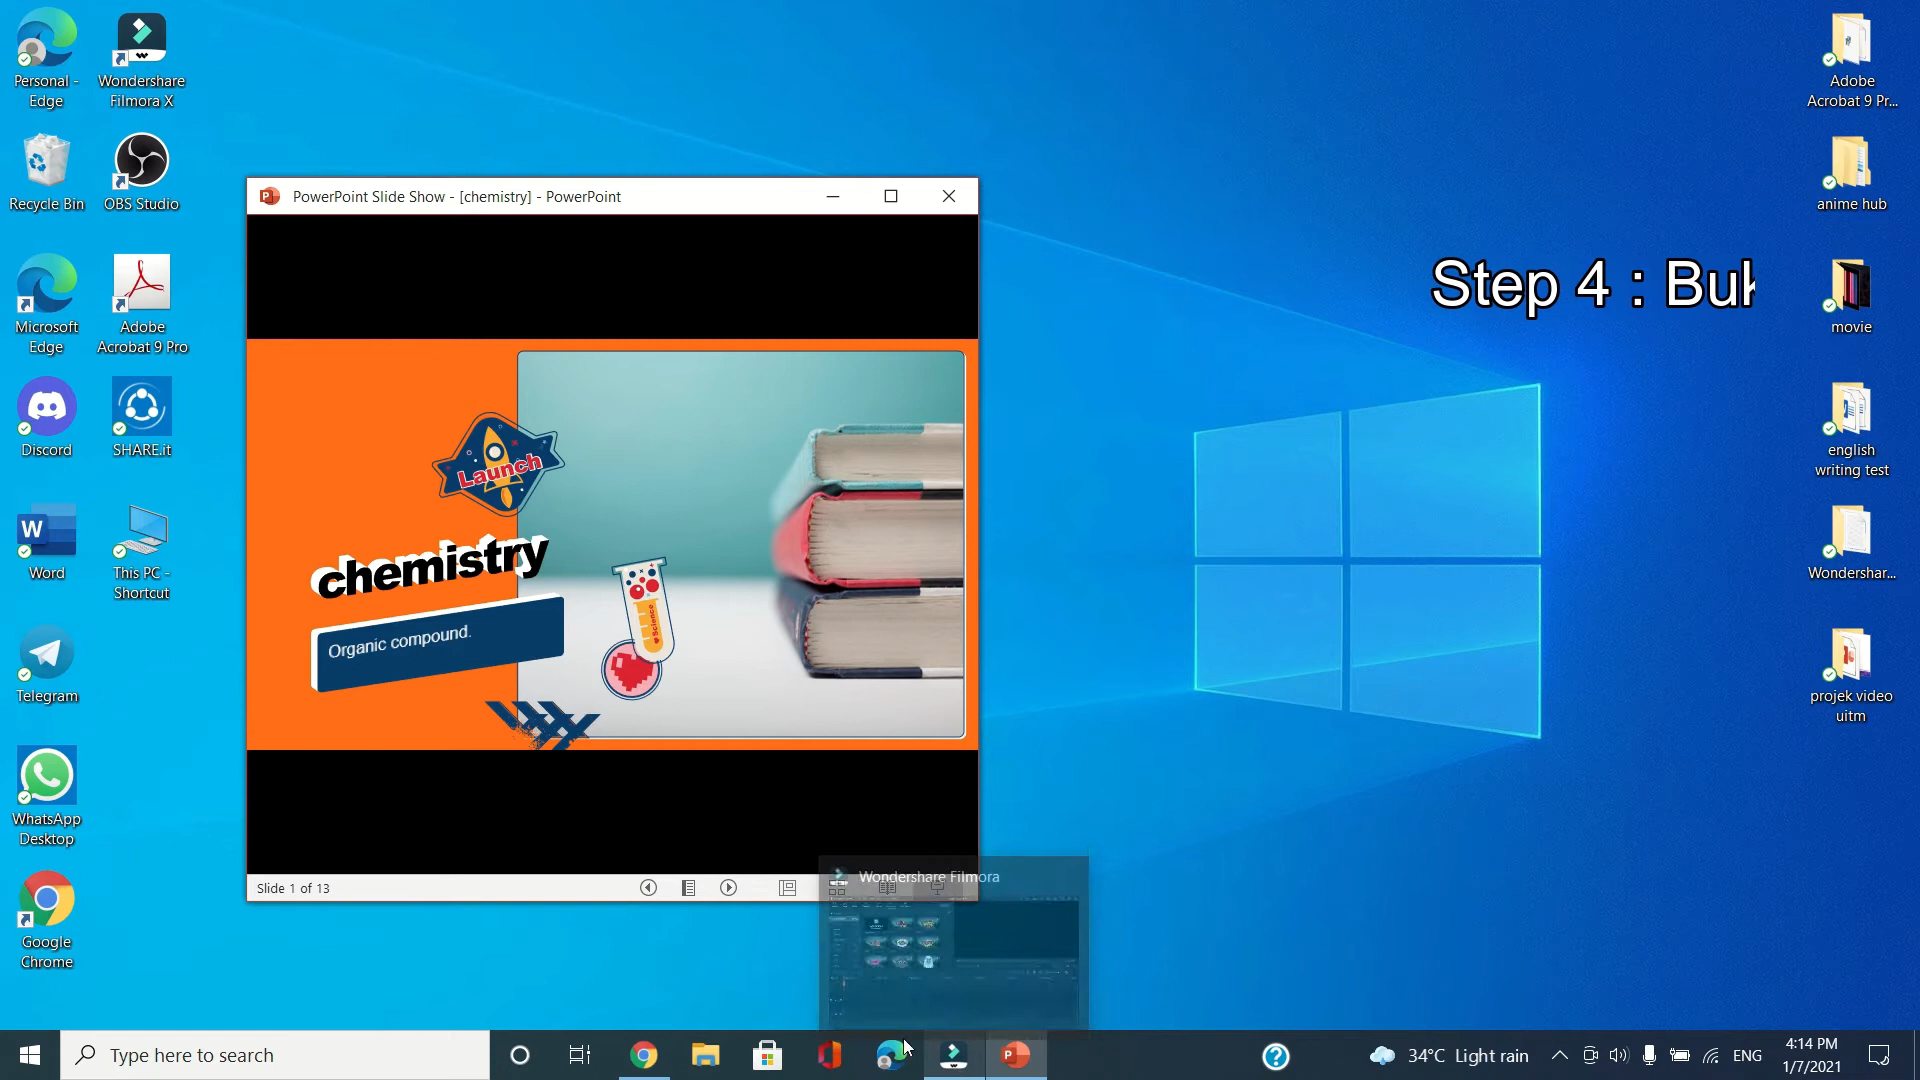 Personal -
Edge
Wondershare
Filmora X
Recycle Bin
OBS Studio
Microsoft
Edge
Adobe
Acrobat 9 Pro
Discord
SHARE.it
W
Word
This PC -
Shortcut
Telegram
WhatsApp
Desktop
Google
Chrome
PowerPoint Slide Show - [chemistry] - PowerPoint
Launch
chemistry
Organic compound.
Science
Slide 1 of 13
Wondershare Filmora
Step 4 : Buk
Adobe
Acrobat 9 Pr...
anime hub
movie
english
writing test
Wondershar...
projek video
uitm
Type here to search
34°C Light rain
ENG
4:14 PM
1/7/2021